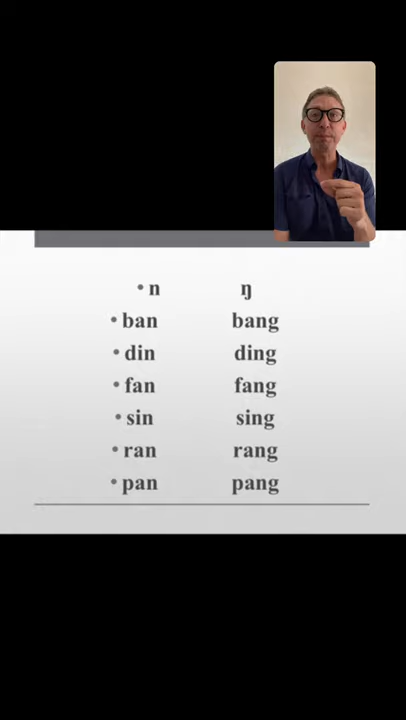 • n ŋ
• ban bang
• din ding
• fan fang
• sin sing
• ran rang
• pan pang